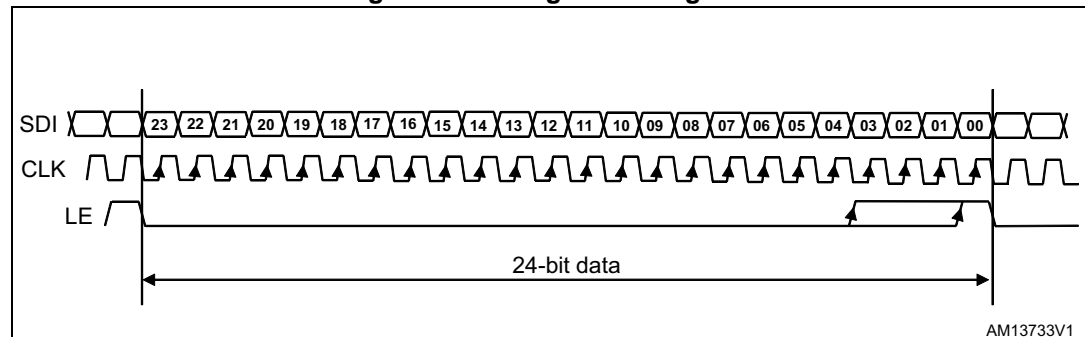 SDI 23 22 21 20 19 18 17 16 15 14 13 12 11 10 09 08 07 06 05 04 03 02 01 00
CLK
LE
24-bit data
AM13733V1